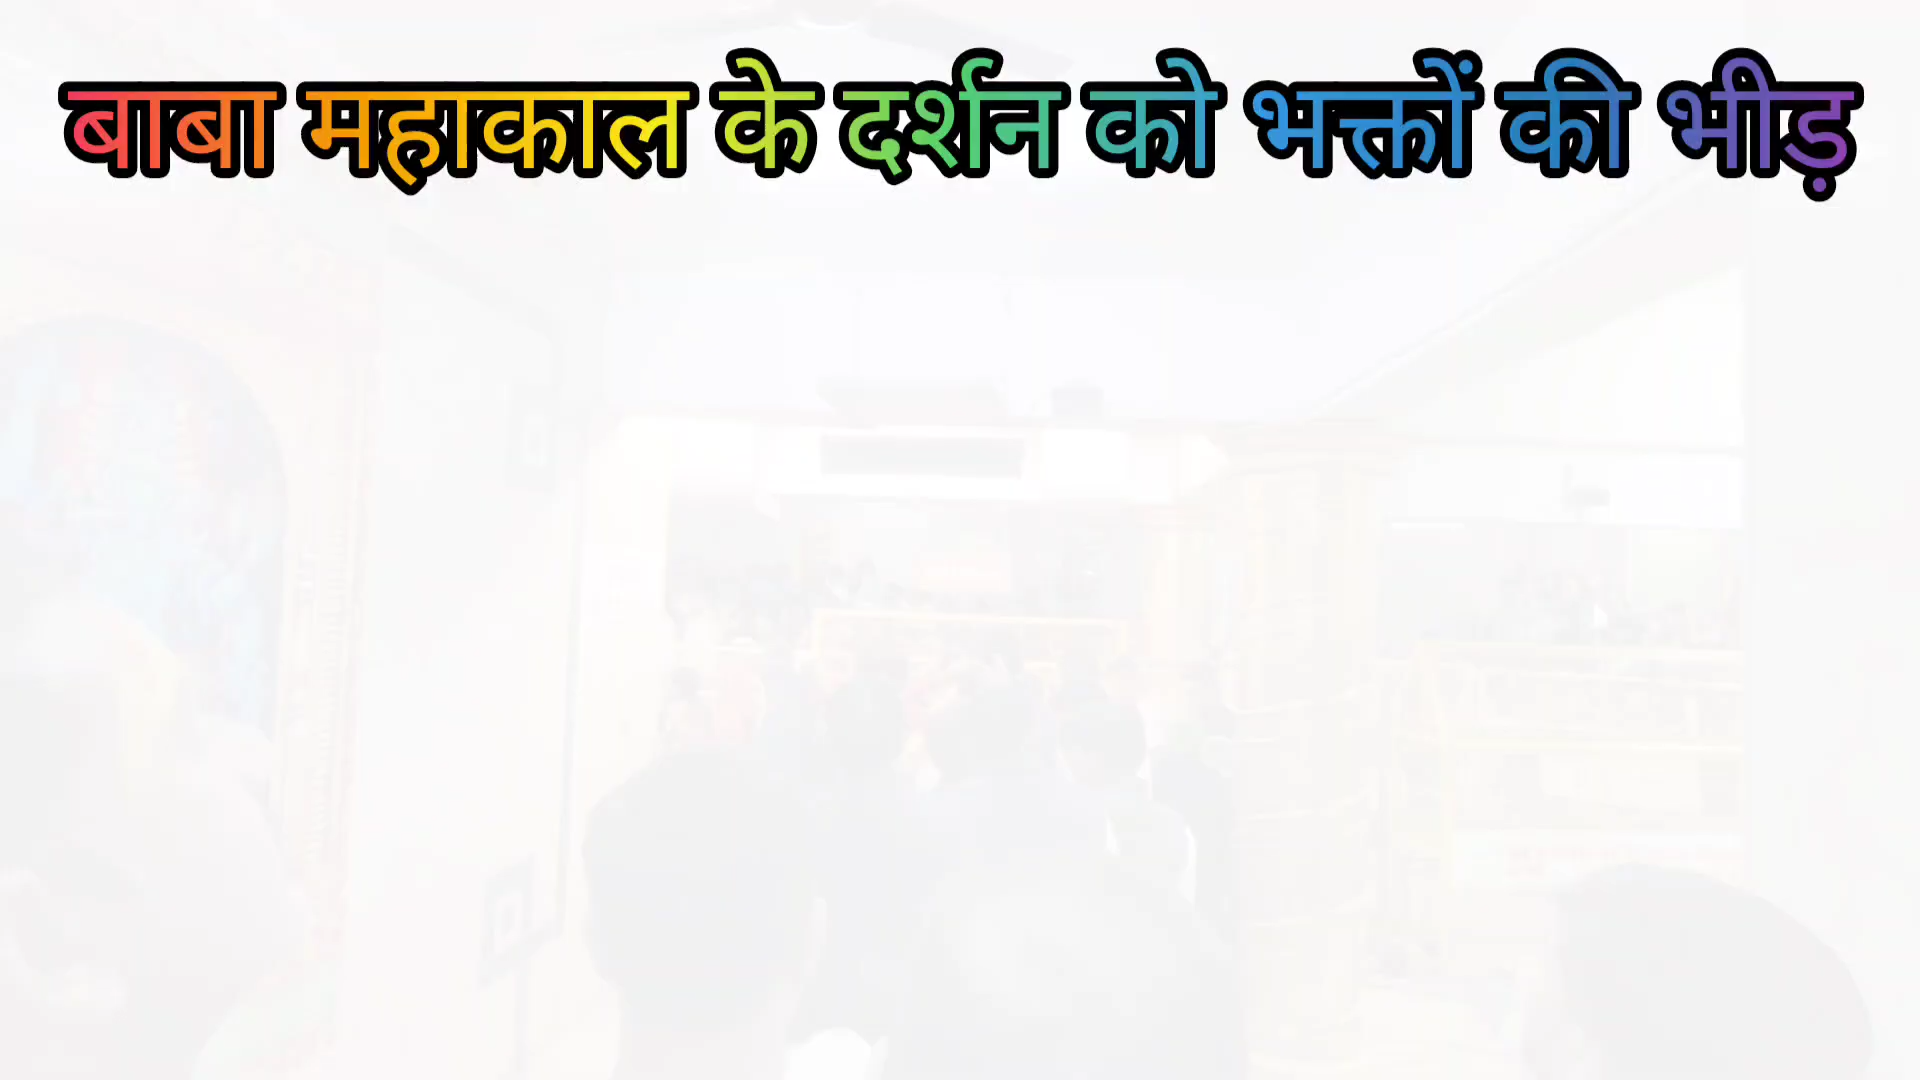 बाबा महाकाल के दर्शन को भक्तों की भीड़